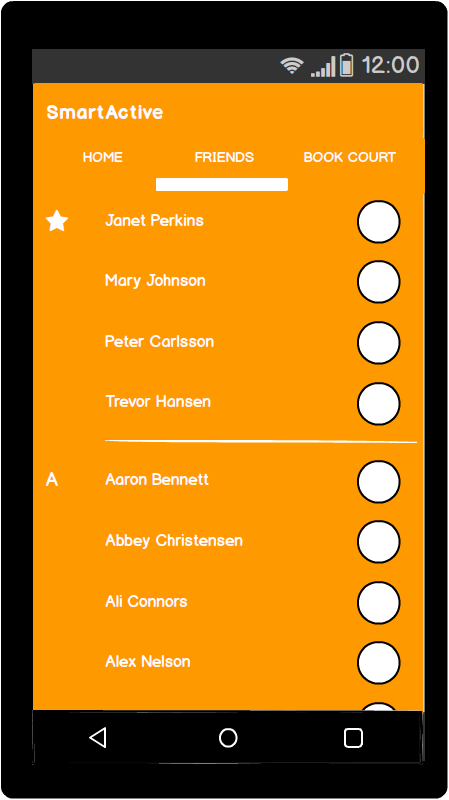 12:00
SmartActive
HOME FRIENDS BOOK COURT
Janet Perkins
Mary Johnson
Peter Carlsson
Trevor Hansen
A Aaron Bennett
Abbey Christensen
Ali Connors
Alex Nelson